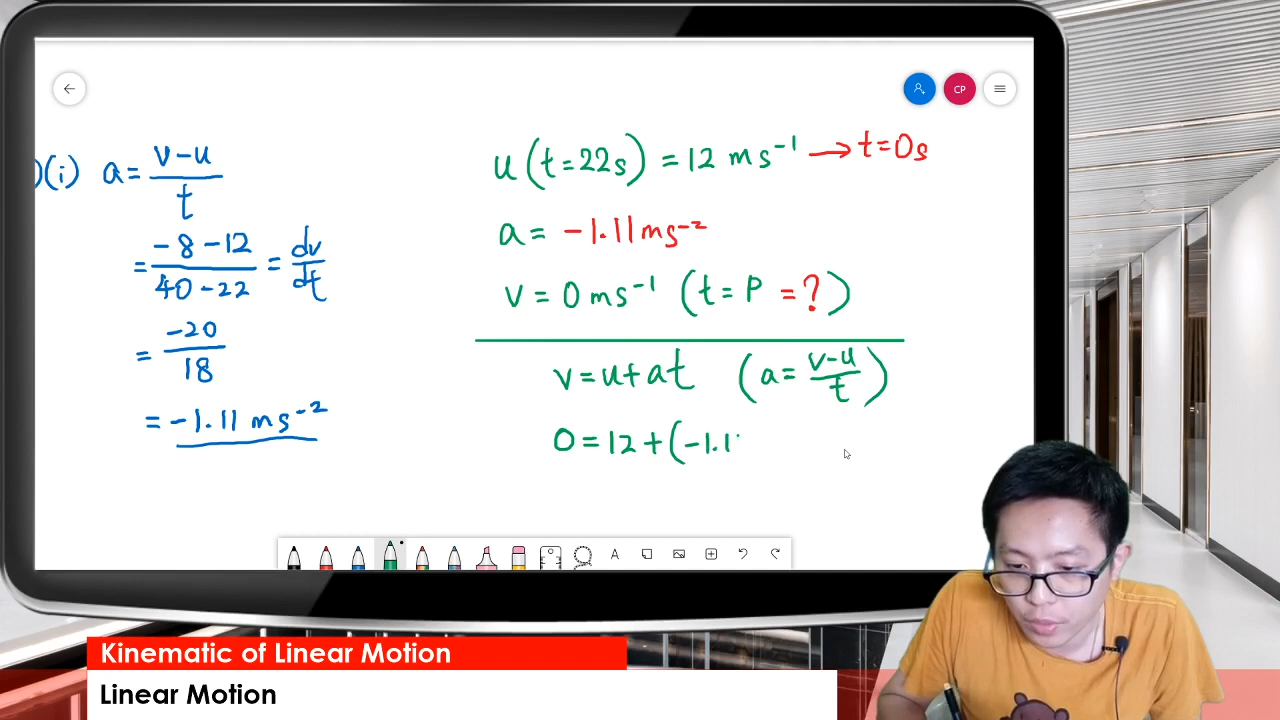 )(i) a = v-u / t
= -8-12 / 40-22 = dv / dt
= -20 / 18
= -1.11 ms⁻²
u (t=22s) = 12 ms⁻¹ → t=0s
a = -1.11 ms⁻²
v = 0 ms⁻¹ (t = P = ?)
v = u + at (a = v-u / t)
0 = 12 + (-1.1
CP
A
Kinematic of Linear Motion
Linear Motion